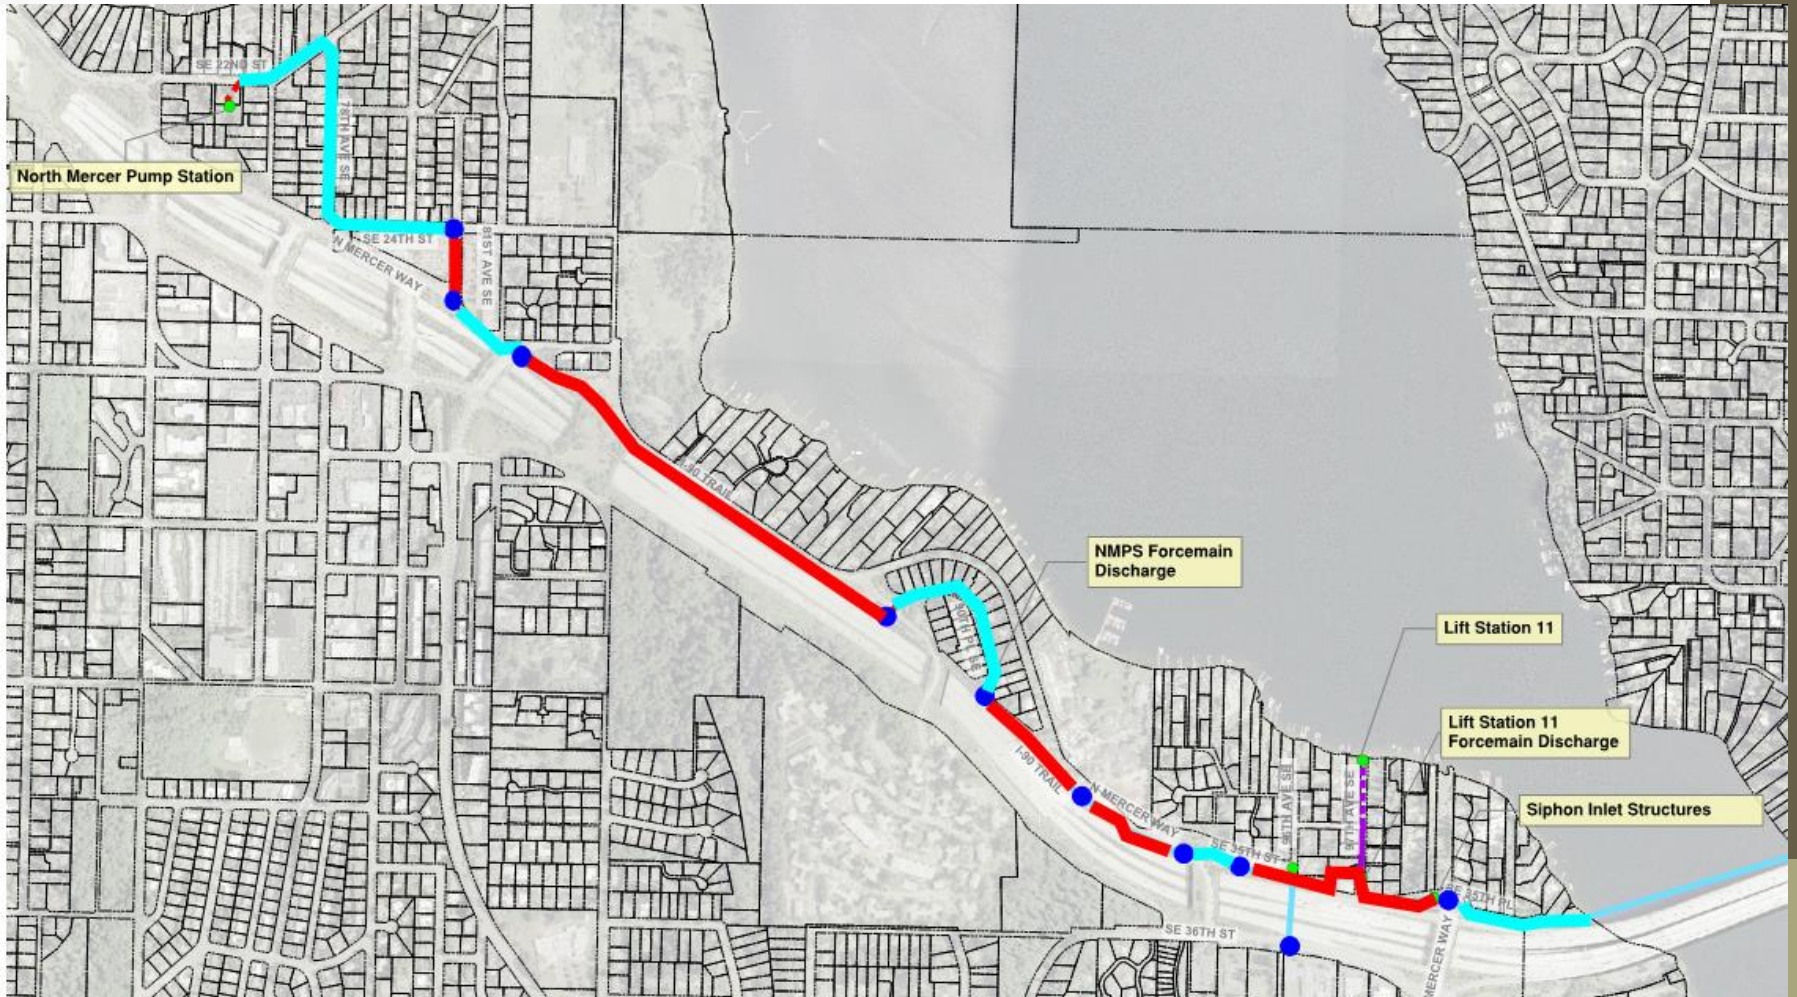 SE 22ND ST
78TH AVE SE
North Mercer Pump Station
SE 24TH ST
N MERCER WAY
81ST AVE SE
I-90 TRAIL
NMPS Forcemain
Discharge
90TH PL SE
Lift Station 11
Lift Station 11
Forcemain Discharge
I-90 TRAIL
N MERCER WAY
96TH AVE SE
97TH AVE SE
Siphon Inlet Structures
SE 35TH ST
SE 35TH PL
SE 36TH ST
MERCER WAY